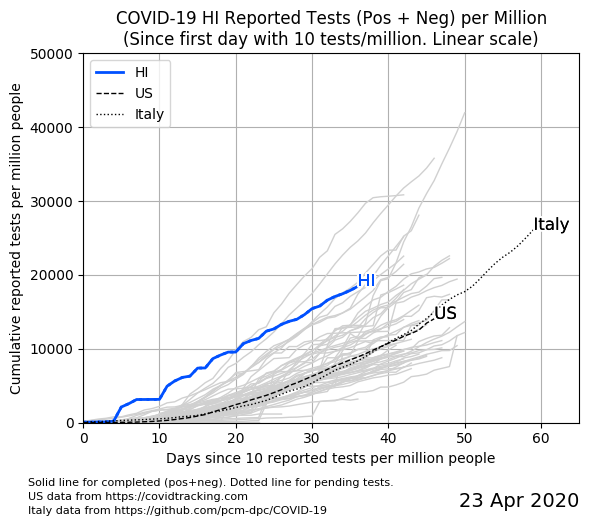 COVID-19 HI Reported Tests (Pos + Neg) per Million
(Since first day with 10 tests/million. Linear scale)
Cumulative reported tests per million people
50000
40000
30000
20000
10000
0
HI
US
Italy
Italy
HI
US
0 10 20 30 40 50 60
Days since 10 reported tests per million people
Solid line for completed (pos+neg). Dotted line for pending tests.
US data from https://covidtracking.com
Italy data from https://github.com/pcm-dpc/COVID-19
23 Apr 2020